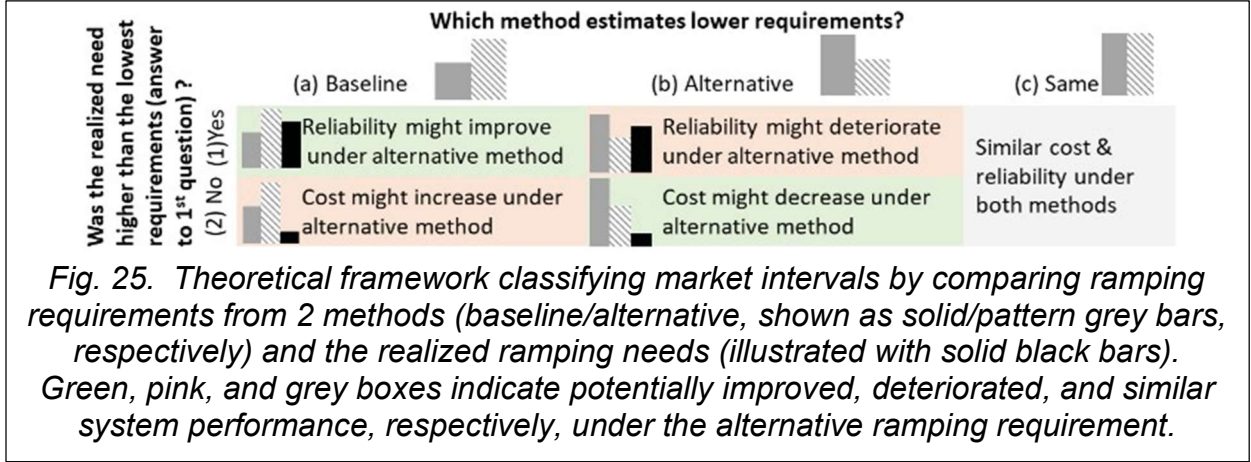 Which method estimates lower requirements?
Was the realized need
higher than the lowest
requirements (answer
to 1st question) ?
(a) Baseline
(b) Alternative
(c) Same
(1)Yes
Reliability might improve
under alternative method
Reliability might deteriorate
under alternative method
Similar cost &
reliability under
both methods
(2) No
Cost might increase under
alternative method
Cost might decrease under
alternative method
Fig. 25. Theoretical framework classifying market intervals by comparing ramping
requirements from 2 methods (baseline/alternative, shown as solid/pattern grey bars,
respectively) and the realized ramping needs (illustrated with solid black bars).
Green, pink, and grey boxes indicate potentially improved, deteriorated, and similar
system performance, respectively, under the alternative ramping requirement.